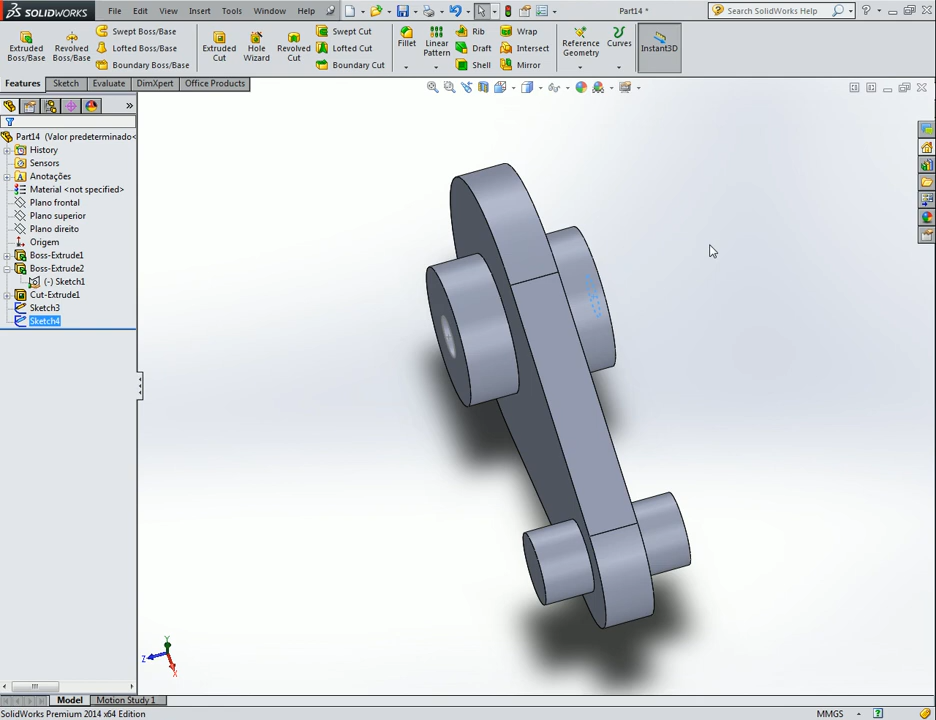 SOLIDWORKS File Edit View Insert Tools Window Help Part14 * Search SolidWorks Help
Extruded Boss/Base
Revolved Boss/Base
Swept Boss/Base
Lofted Boss/Base
Boundary Boss/Base
Extruded Cut
Hole Wizard
Revolved Cut
Swept Cut
Lofted Cut
Boundary Cut
Fillet
Linear Pattern
Rib
Draft
Shell
Wrap
Intersect
Mirror
Reference Geometry
Curves
Instant3D
Features Sketch Evaluate DimXpert Office Products
Part14 (Valor predeterminado<
History
Sensors
Anotações
Material <not specified>
Plano frontal
Plano superior
Plano direito
Origem
Boss-Extrude1
Boss-Extrude2
(-) Sketch1
Cut-Extrude1
Sketch3
Sketch4
Y
Z
X
Model Motion Study 1
SolidWorks Premium 2014 x64 Edition MMGS